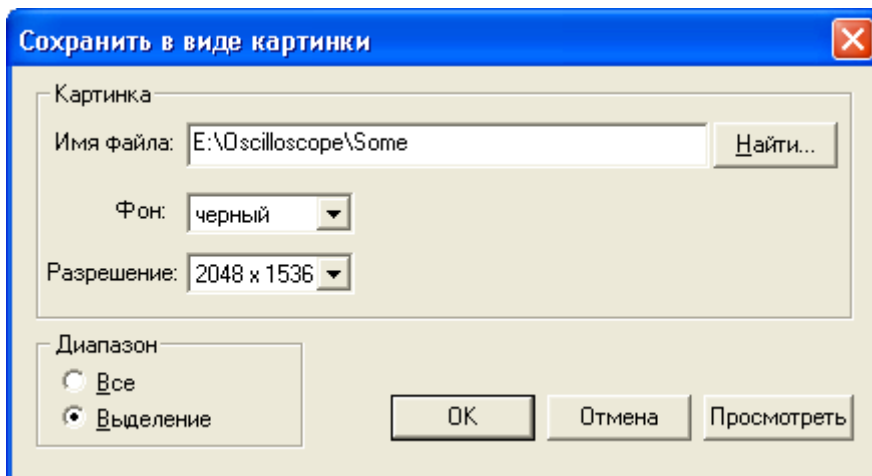 Сохранить в виде картинки
Картинка
Имя файла: E:\Oscilloscope\Some Найти...
Фон: черный
Разрешение: 2048 x 1536
Диапазон
Все
Выделение
OK Отмена Просмотреть